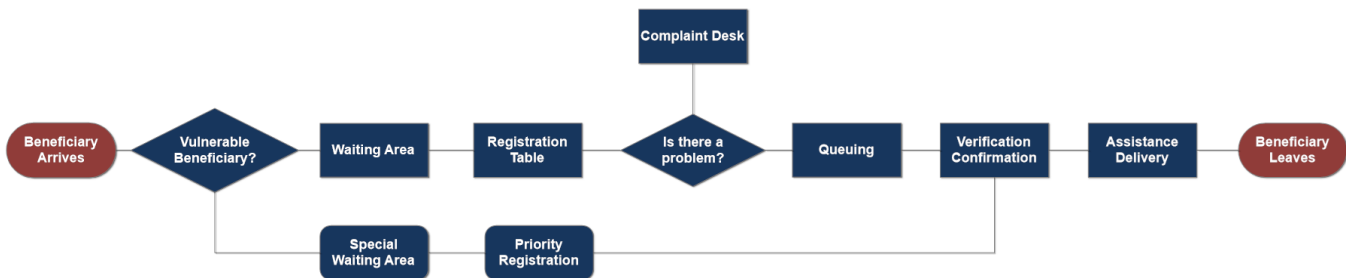 Complaint Desk
Beneficiary
Arrives
Vulnerable
Beneficiary?
Waiting Area
Registration
Table
Is there a
problem?
Queuing
Verification
Confirmation
Assistance
Delivery
Beneficiary
Leaves
Special
Waiting Area
Priority
Registration